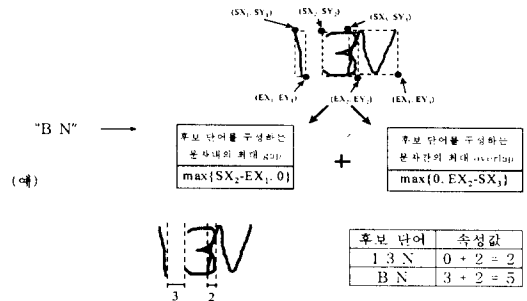 (SX₁, SY₁) (SX₂, SY₂) (SX₃, SY₃)
(EX₁, EY₁) (EX₂, EY₂) (EX₃, EY₃)
"B N"
후보 단어를 구성하는
문자내의 최대 gap
max{SX₂-EX₁, 0}
+
후보 단어를 구성하는
문자간의 최대 overlap
max{0, EX₂-SX₃}
(예)
3 2
후보 단어 속성값
1 3 N 0 + 2 = 2
B N 3 + 2 = 5